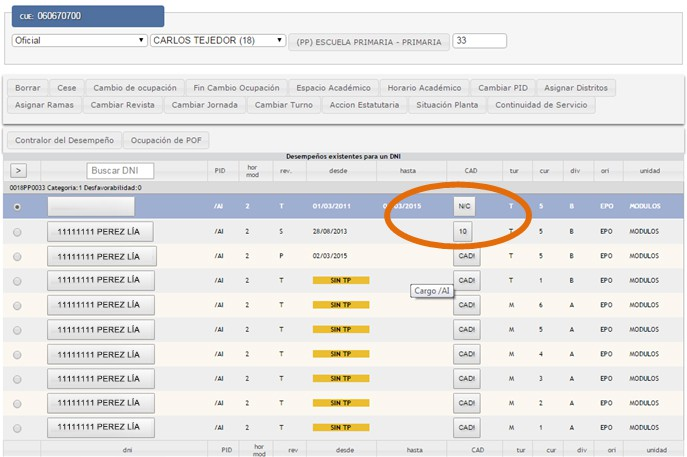 CUE: 060670700
Oficial CARLOS TEJEDOR (18) (PP) ESCUELA PRIMARIA - PRIMARIA 33
Borrar Cese Cambio de ocupación Fin Cambio Ocupación Espacio Académico Horario Académico Cambiar PID Asignar Distritos
Asignar Ramas Cambiar Revista Cambiar Jornada Cambiar Turno Accion Estatutaria Situación Planta Continuidad de Servicio
Contralor del Desempeño Ocupación de POF
Desempeños existentes para un DNI
> Buscar DNI PID hor mod rev. desde hasta CAD tur cur div ori unidad
0018PP0033 Categoria:1 Desfavorabilidad:0
/AI 2 T 01/03/2011 /2015 N/C T 5 B EPO MODULOS
11111111 PEREZ LÍA /AI 2 S 28/08/2013 10 T 5 B EPO MODULOS
11111111 PEREZ LÍA /AI 2 P 02/03/2015 CADI T 5 B EPO MODULOS
11111111 PEREZ LÍA /AI 2 T SIN TP CADI T 1 B EPO MODULOS
Cargo /AI
11111111 PEREZ LÍA /AI 2 T SIN TP CADI M 6 A EPO MODULOS
11111111 PEREZ LÍA /AI 2 T SIN TP CADI M 5 A EPO MODULOS
11111111 PEREZ LÍA /AI 2 T SIN TP CADI M 4 A EPO MODULOS
11111111 PEREZ LÍA /AI 2 T SIN TP CADI M 3 A EPO MODULOS
11111111 PEREZ LÍA /AI 2 T SIN TP CADI M 2 A EPO MODULOS
11111111 PEREZ LÍA /AI 2 T SIN TP CADI M 1 A EPO MODULOS
dni PID hor mod rev desde hasta CAD tur cur div ori unidad